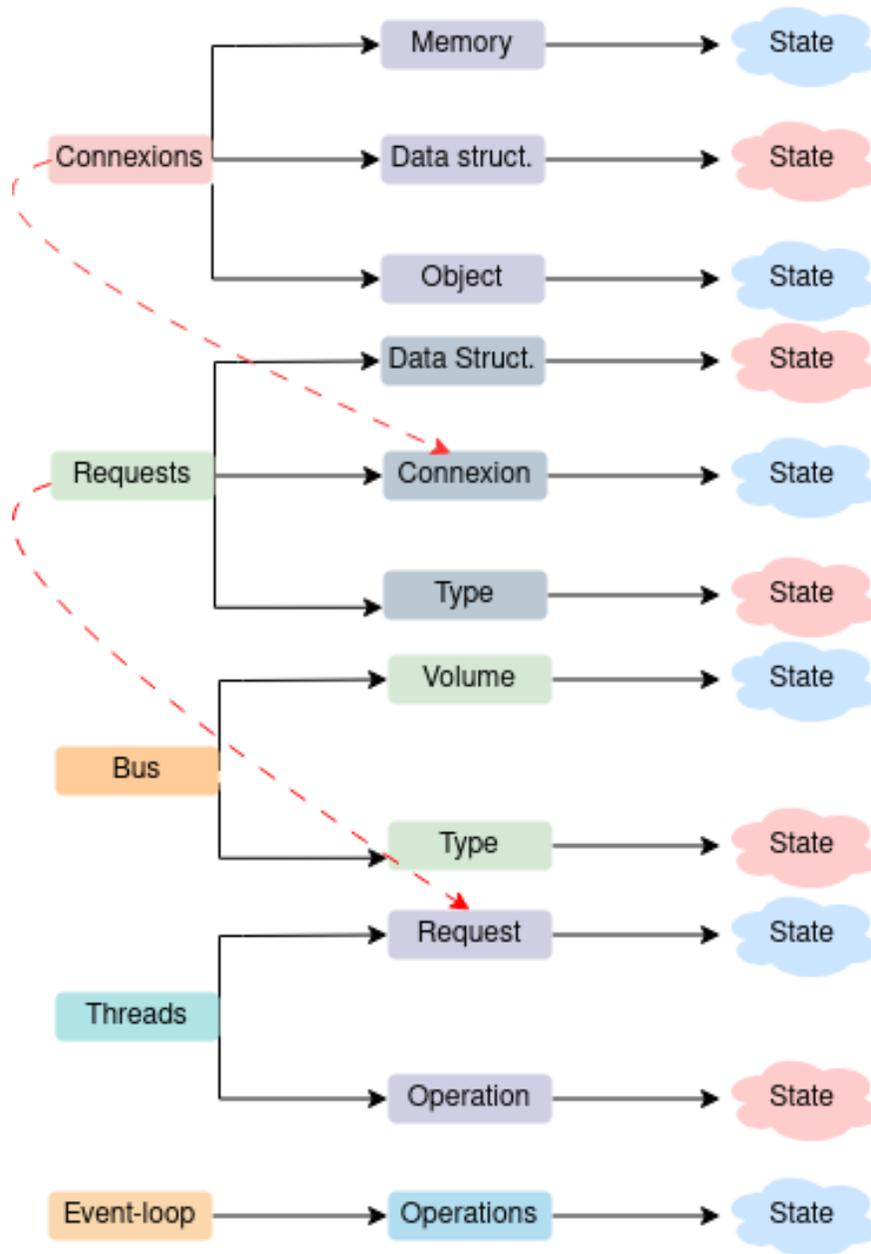 Memory
State
Connexions
Data struct.
State
Object
State
Data Struct.
State
Requests
Connexion
State
Type
State
Volume
State
Bus
Type
State
Request
State
Threads
Operation
State
Event-loop
Operations
State